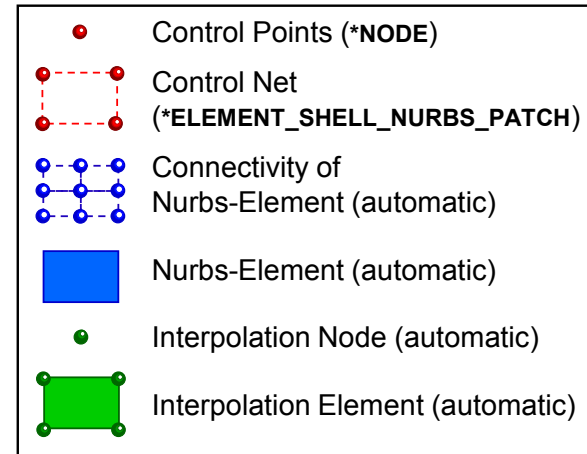 Control Points (*NODE)
Control Net
(*ELEMENT_SHELL_NURBS_PATCH)
Connectivity of
Nurbs-Element (automatic)
Nurbs-Element (automatic)
Interpolation Node (automatic)
Interpolation Element (automatic)